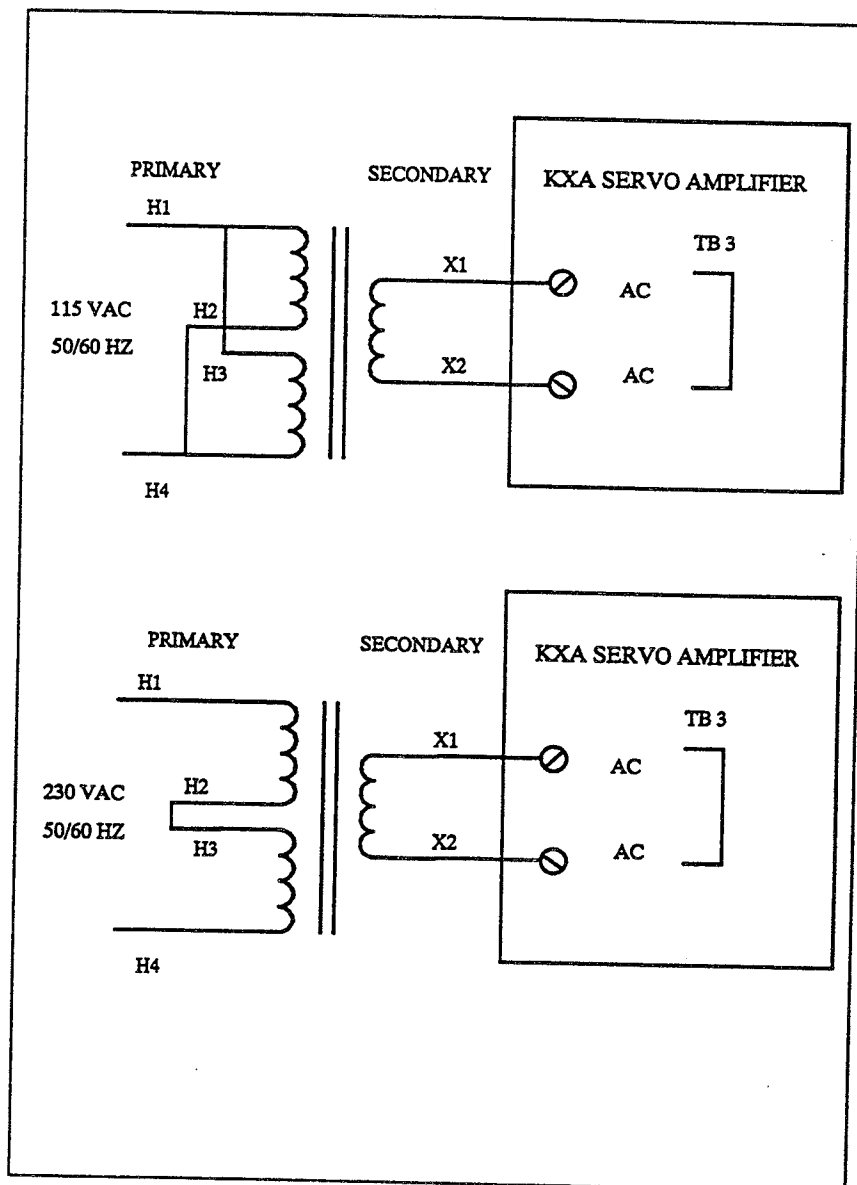 PRIMARY
SECONDARY
KXA SERVO AMPLIFIER
H1
TB 3
X1
AC
115 VAC
H2
50/60 HZ
H3
X2
AC
H4
PRIMARY
SECONDARY
KXA SERVO AMPLIFIER
H1
TB 3
X1
AC
230 VAC
H2
50/60 HZ
H3
X2
AC
H4